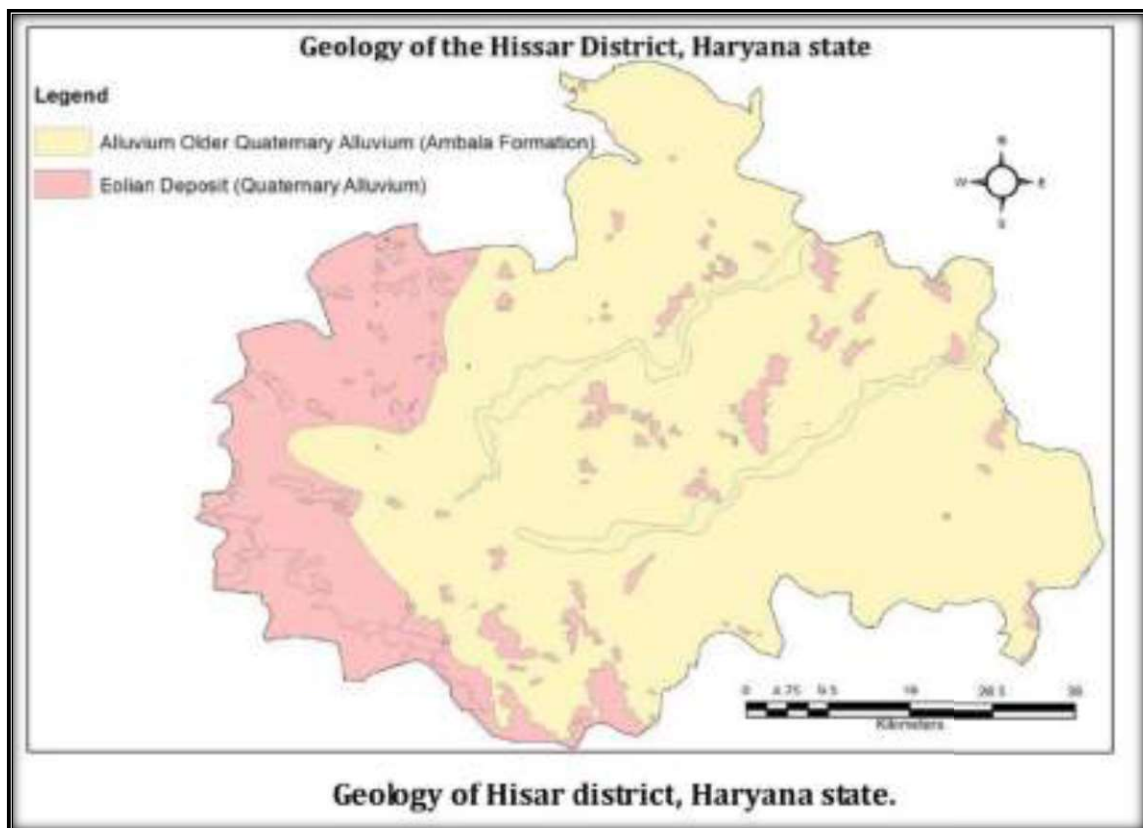 Geology of the Hissar District, Haryana state
Legend
Alluvium Older Quaternary Alluvium (Ambala Formation)
Eolian Deposit (Quaternary Alluvium)
N
W E
S
0 4.75 9.5 19 28.5 38
Kilometers
Geology of Hisar district, Haryana state.